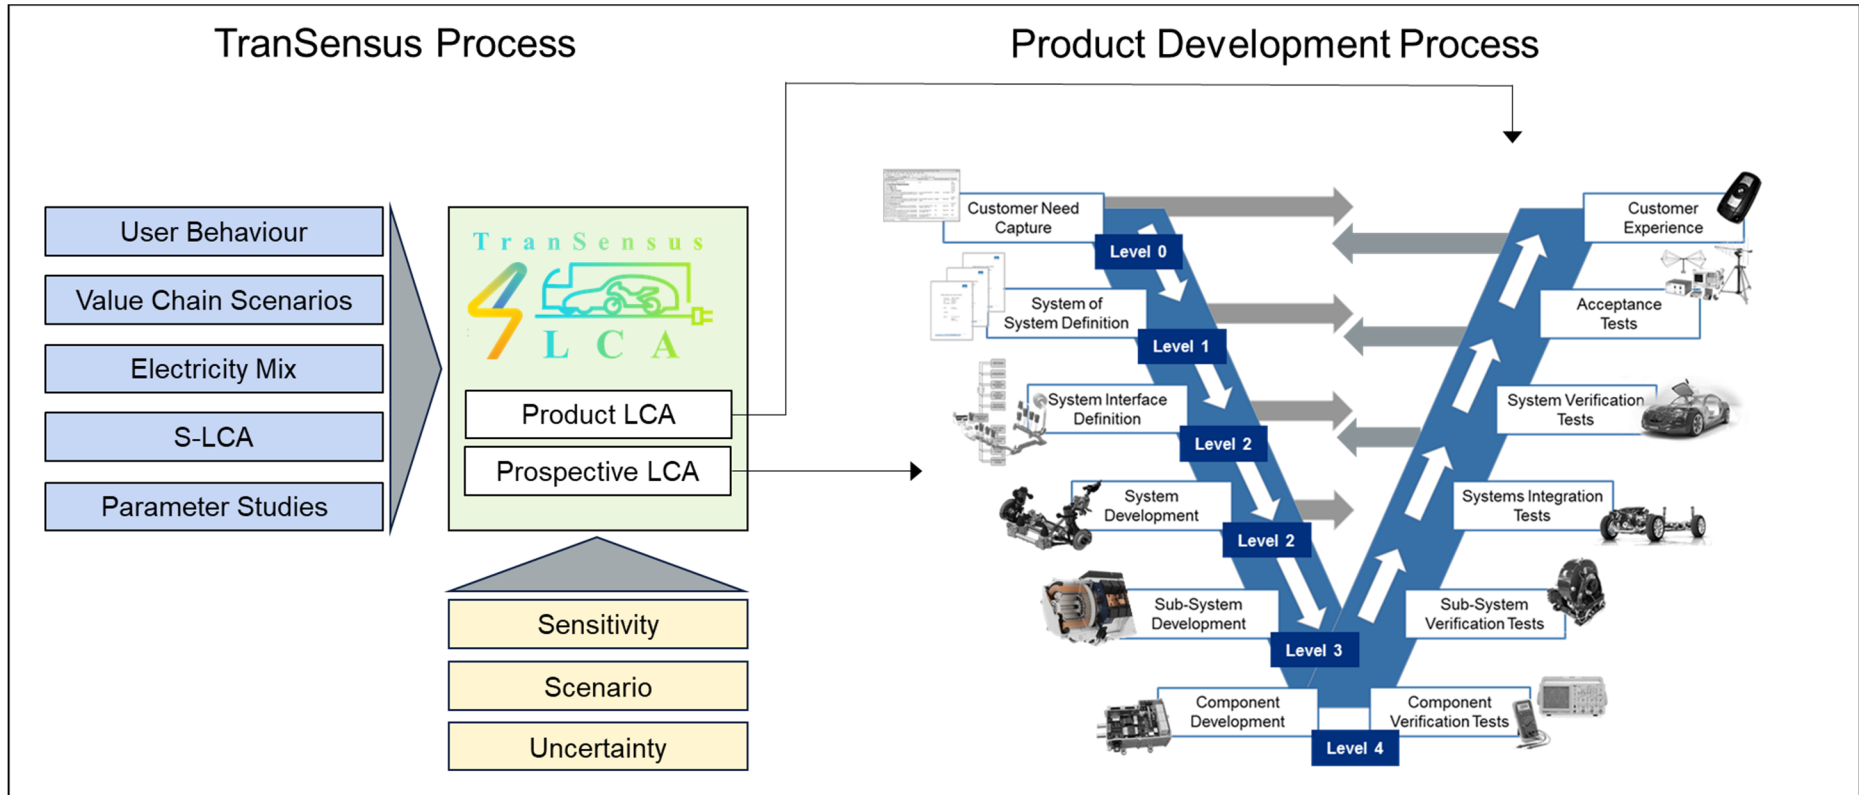 TranSensus Process
Product Development Process
User Behaviour
Value Chain Scenarios
Electricity Mix
S-LCA
Parameter Studies
TranSensus
LCA
Product LCA
Prospective LCA
Sensitivity
Scenario
Uncertainty
Customer Need
Capture
Level 0
System of
System Definition
Level 1
System Interface
Definition
Level 2
System
Development
Level 2
Sub-System
Development
Level 3
Component
Development
Level 4
Customer
Experience
Acceptance
Tests
System Verification
Tests
Systems Integration
Tests
Sub-System
Verification Tests
Component
Verification Tests